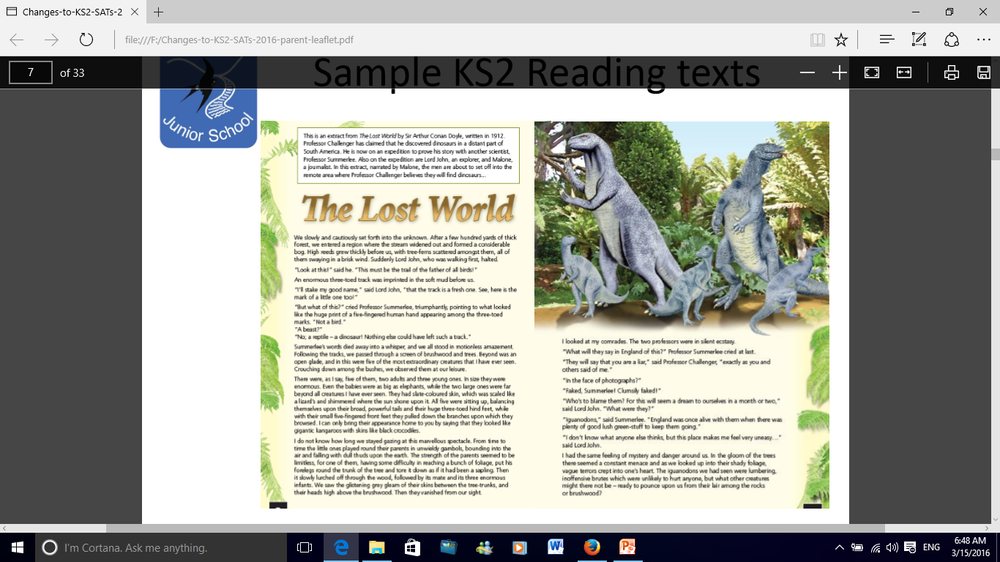 Changes-to-KS2-SATs-2
file:///F:/Changes-to-KS2-SATs-2016-parent-leaflet.pdf
7 of 33
Sample KS2 Reading texts
Junior School
This is an extract from The Lost World by Sir Arthur Conan Doyle, written in 1912.
Professor Challenger has claimed that he discovered dinosaurs in a distant part of
South America. He is now on an expedition to prove his story with another scientist,
Professor Summerlee. Also on the expedition are Lord John, an explorer, and Malone,
a journalist. In this extract, narrated by Malone, the men are about to set off into the
remote area where Professor Challenger believes they will find dinosaurs...
The Lost World
We slowly and cautiously set forth into the unknown. After a few hundred yards of thick
forest, we entered a region where the stream widened out and formed a considerable
bog. High reeds grew thickly before us, with tree-ferns scattered amongst them, all of
them swaying in a brisk wind. Suddenly Lord John, who was walking first, halted.
"Look at this!" said he. "This must be the trail of the father of all birds!"
An enormous three-toed track was imprinted in the soft mud before us.
"I'll stake my good name," said Lord John, "that the track is a fresh one. See, here is the
mark of a little one too!"
"But what of this?" cried Professor Summerlee, triumphantly, pointing to what looked
like the huge print of a five-fingered human hand appearing among the three-toed
marks. "Not a bird."
"A beast?"
"No; a reptile – a dinosaur! Nothing else could have left such a track."
Summerlee's words died away into a whisper, and we all stood in motionless amazement.
Following the tracks, we passed through a screen of brushwood and trees. Beyond was an
open glade, and in this were five of the most extraordinary creatures that I have ever seen.
Crouching down among the bushes, we observed them at our leisure.
There were, as I say, five of them, two adults and three young ones. In size they were
enormous. Even the babies were as big as elephants, while the two large ones were far
beyond all creatures I have ever seen. They had slate-coloured skin, which was scaled like
a lizard's and shimmered where the sun shone upon it. All five were sitting up, balancing
themselves upon their broad, powerful tails and their huge three-toed hind feet, while
with their small five-fingered front feet they pulled down the branches upon which they
browsed. I can only bring their appearance home to you by saying that they looked like
gigantic kangaroos with skins like black crocodiles.
I do not know how long we stayed gazing at this marvellous spectacle. From time to
time the little ones played round their parents in unwieldy gambols, bounding into the
air and falling with dull thuds upon the earth. The strength of the parents seemed to be
limitless, for one of them, having some difficulty in reaching a bunch of foliage, put his
forelegs round the trunk of the tree and tore it down as if it had been a sapling. Then
it slowly lurched off through the wood, followed by its mate and its three enormous
infants. We saw the glistening grey gleam of their skins between the tree-trunks, and
their heads high above the brushwood. Then they vanished from our sight.
I looked at my comrades. The two professors were in silent ecstasy.
"What will they say in England of this?" Professor Summerlee cried at last.
"They will say that you are a liar," said Professor Challenger, "exactly as you and
others said of me."
"In the face of photographs?"
"Faked, Summerlee! Clumsily faked!"
"Who's to blame them? For this will seem a dream to ourselves in a month or two,"
said Lord John. "What were they?"
"Iguanodons," said Summerlee. "England was once alive with them when there was
plenty of good lush green-stuff to keep them going."
"I don't know what anyone else thinks, but this place makes me feel very uneasy…"
said Lord John.
I had the same feeling of mystery and danger around us. In the gloom of the trees
there seemed a constant menace and as we looked up into their shady foliage,
vague terrors crept into one's heart. The iguanodons we had seen were lumbering,
inoffensive brutes which were unlikely to hurt anyone, but what other creatures
might there not be – ready to pounce upon us from their lair among the rocks
or brushwood?
I'm Cortana. Ask me anything.
ENG
6:48 AM
3/15/2016